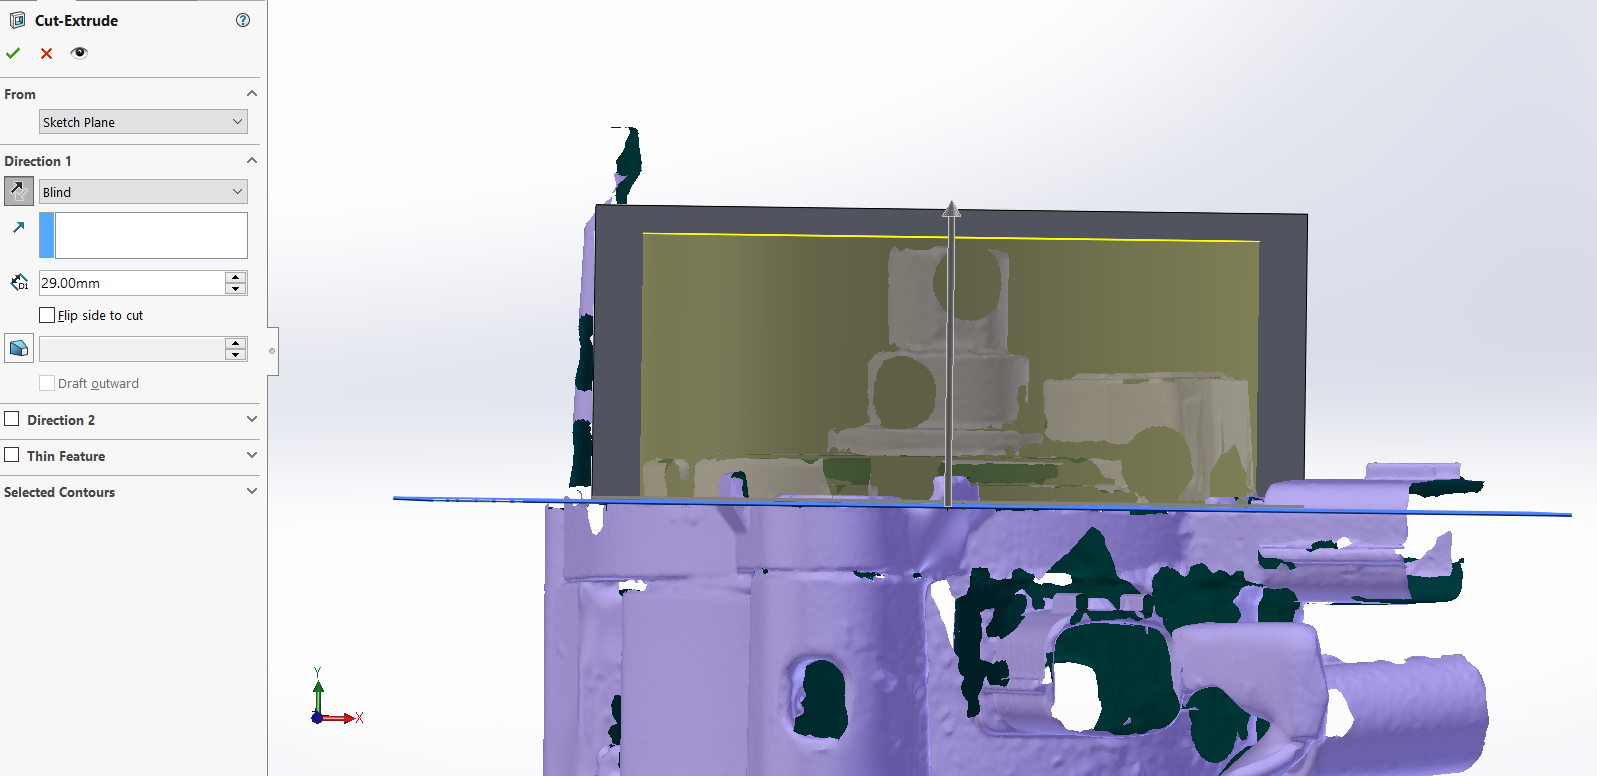 Cut-Extrude
From
Sketch Plane
Direction 1
Blind
D1
29.00mm
Flip side to cut
Draft outward
Direction 2
Thin Feature
Selected Contours
Y
X